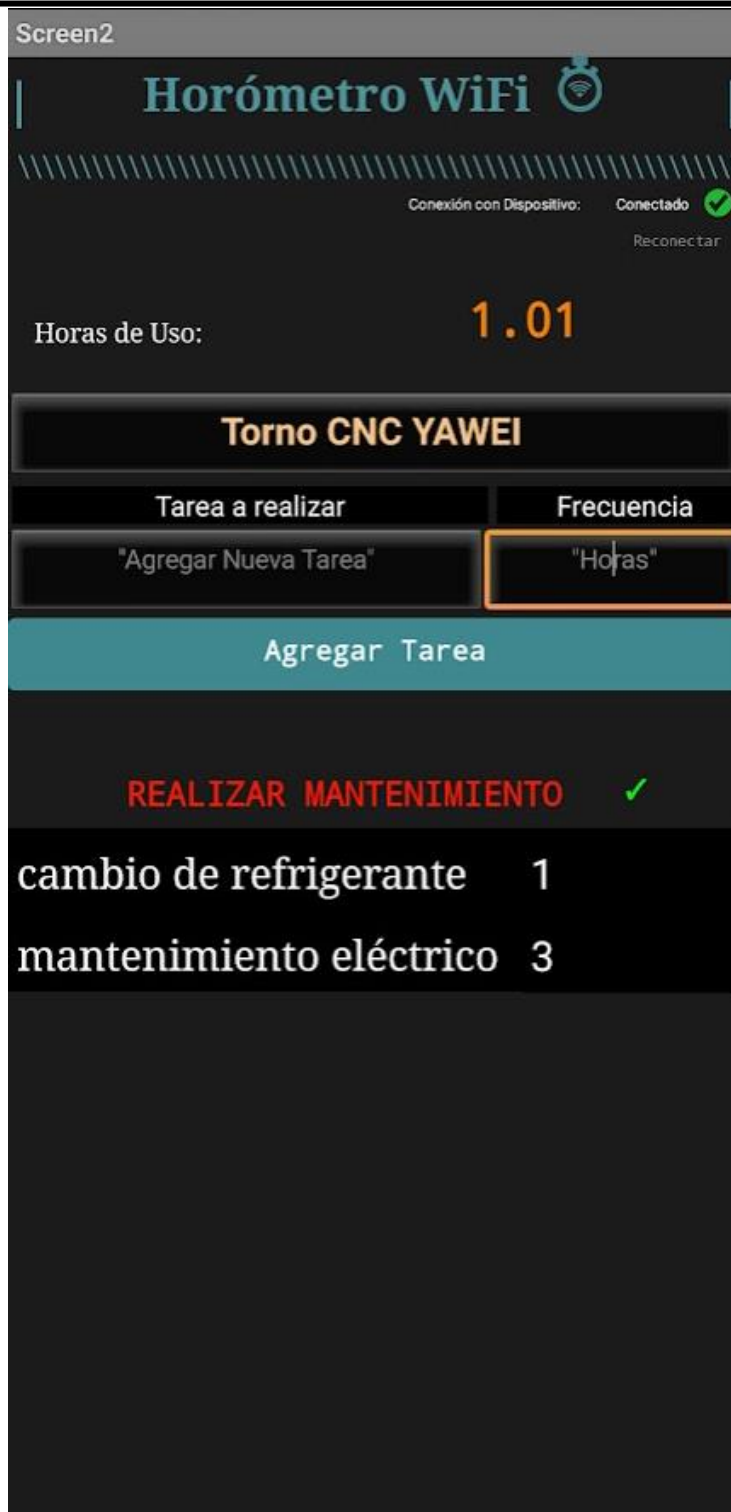 Screen2
Horómetro WiFi
\\\\\\\\\\\\\\\\\\\\\\\\\\\\\\\\\\\\\\\\\\\\\\\\
Conexión con Dispositivo: Conectado
Reconectar
Horas de Uso: 1.01
Torno CNC YAWEI
Tarea a realizar Frecuencia
"Agregar Nueva Tarea" "Horas"
Agregar Tarea
REALIZAR MANTENIMIENTO ✓
cambio de refrigerante 1
mantenimiento eléctrico 3